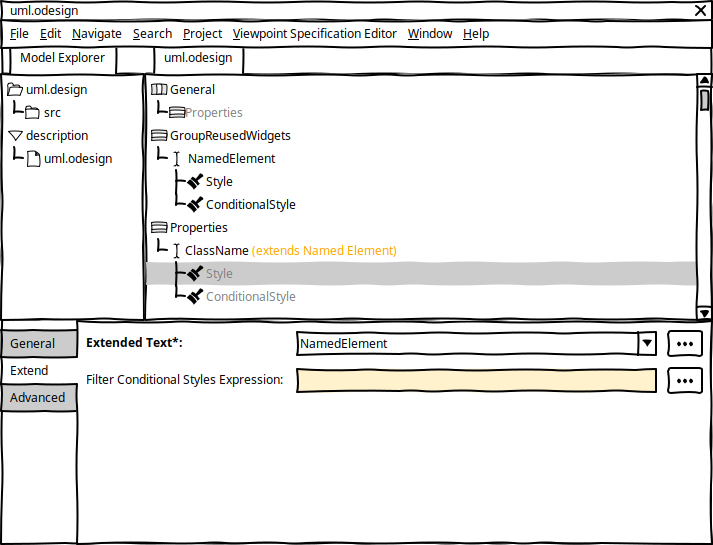 uml.odesign
File Edit Navigate Search Project Viewpoint Specification Editor Window Help
Model Explorer
uml.odesign
uml.odesign
src
description
uml.odesign
General
Properties
GroupReusedWidgets
NamedElement
Style
ConditionalStyle
Properties
ClassName (extends Named Element)
Style
ConditionalStyle
General
Extend
Advanced
Extended Text*:
NamedElement
Filter Conditional Styles Expression: